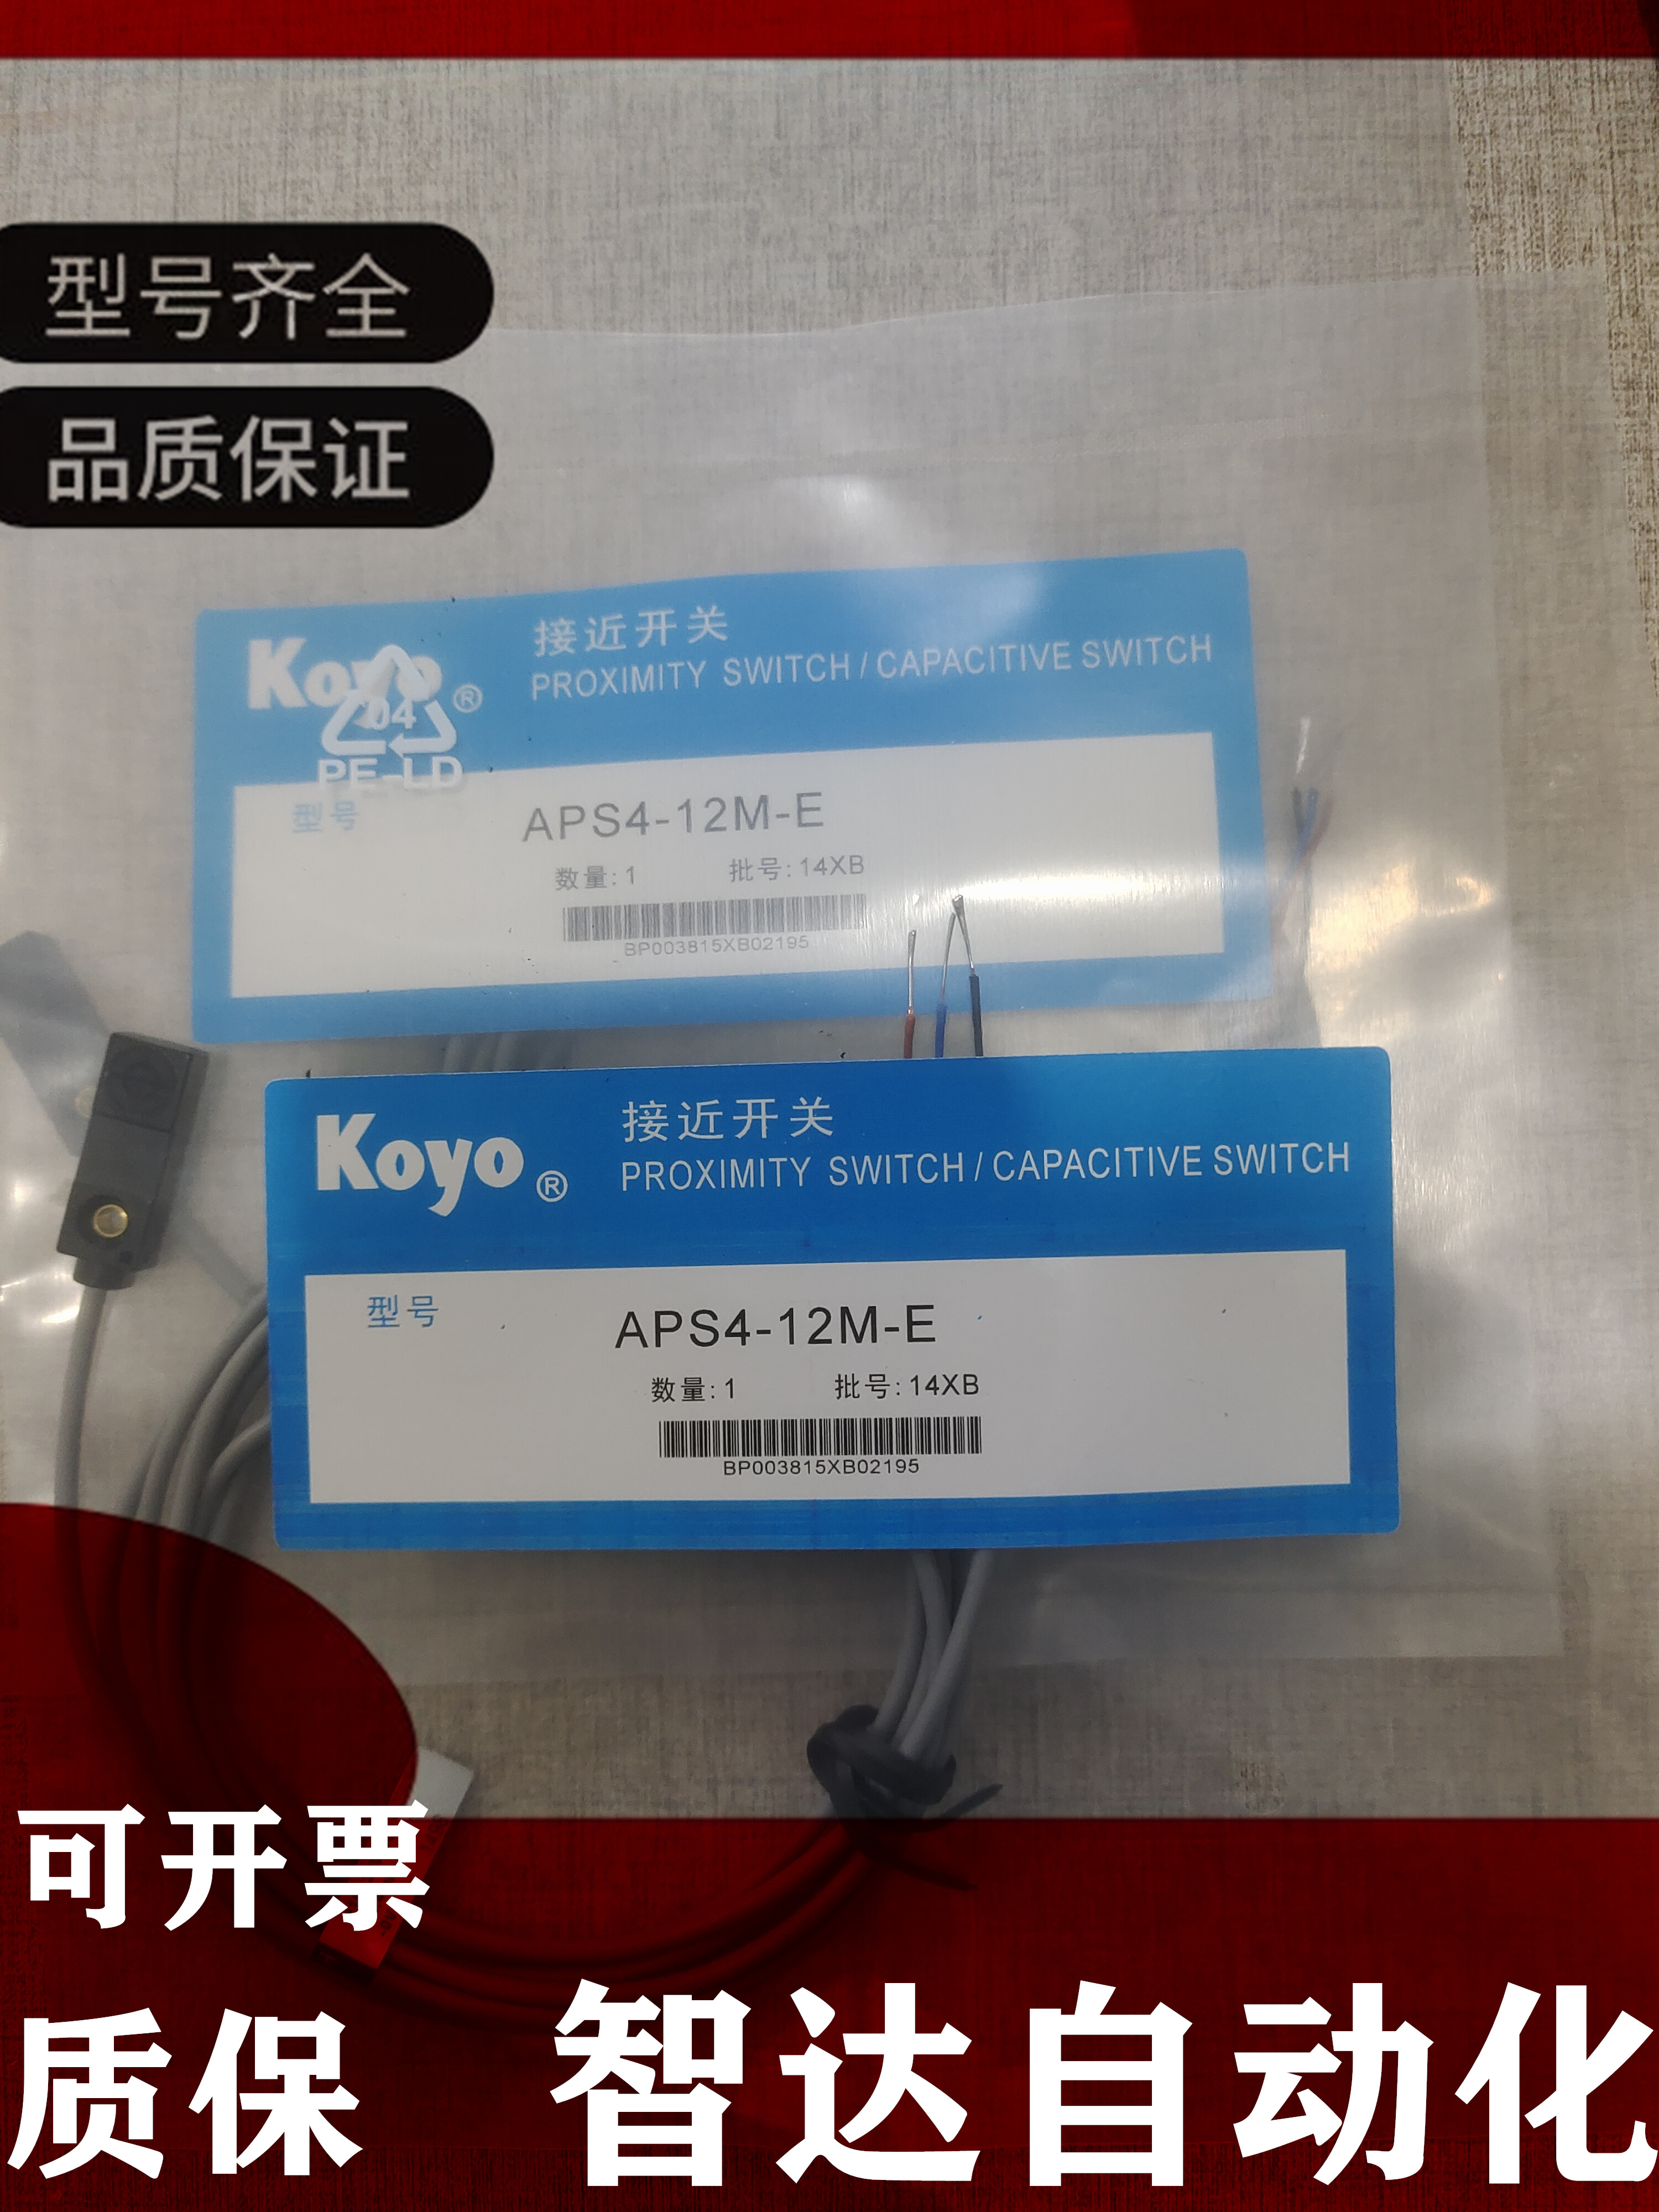 型号齐全
品质保证
Koyo®
接近开关
PROXIMITY SWITCH / CAPACITIVE SWITCH
04
PE-LD
型号
APS4-12M-E
数量:1 批号:14XB
BP003815XB02195
Koyo®
接近开关
PROXIMITY SWITCH / CAPACITIVE SWITCH
型号
APS4-12M-E
数量:1 批号:14XB
BP003815XB02195
可开票
质保 智达自动化